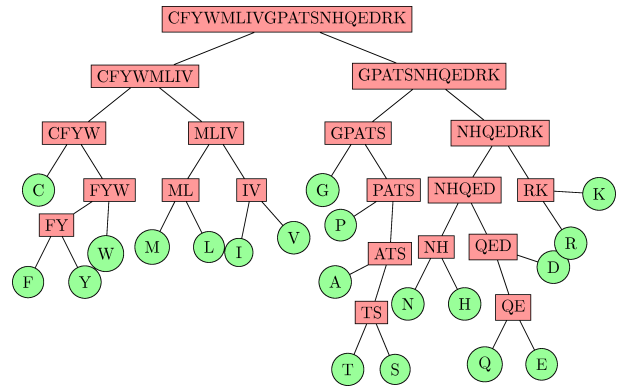 CFYWMLIVGPATSNHQEDRK
CFYWMLIV GPATSNHQEDRK
CFYW MLIV GPATS NHQEDRK
C FYW ML IV G PATS NHQED RK K
FY P
W M L I V ATS NH QED R
F Y A D
N H QE
TS
T S Q E